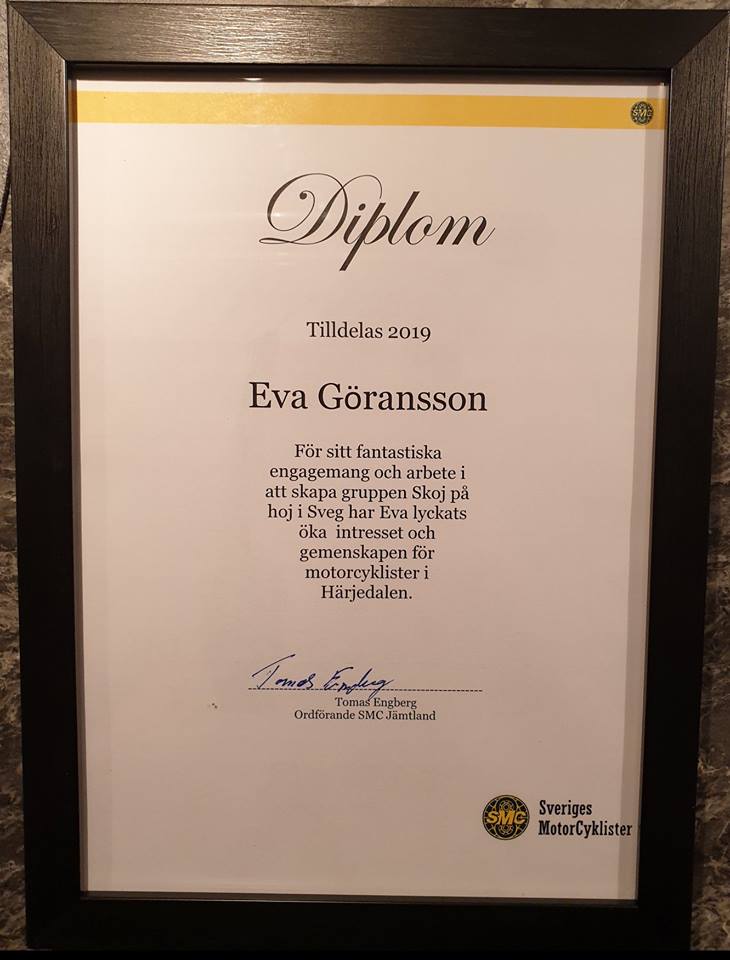 SMC
Diplom
Tilldelas 2019
Eva Göransson
För sitt fantastiska
engagemang och arbete i
att skapa gruppen Skoj på
hoj i Sveg har Eva lyckats
öka intresset och
gemenskapen för
motorcyklister i
Härjedalen.
Tomas Engberg
Tomas Engberg
Ordförande SMC Jämtland
SMC
Sveriges
MotorCyklister